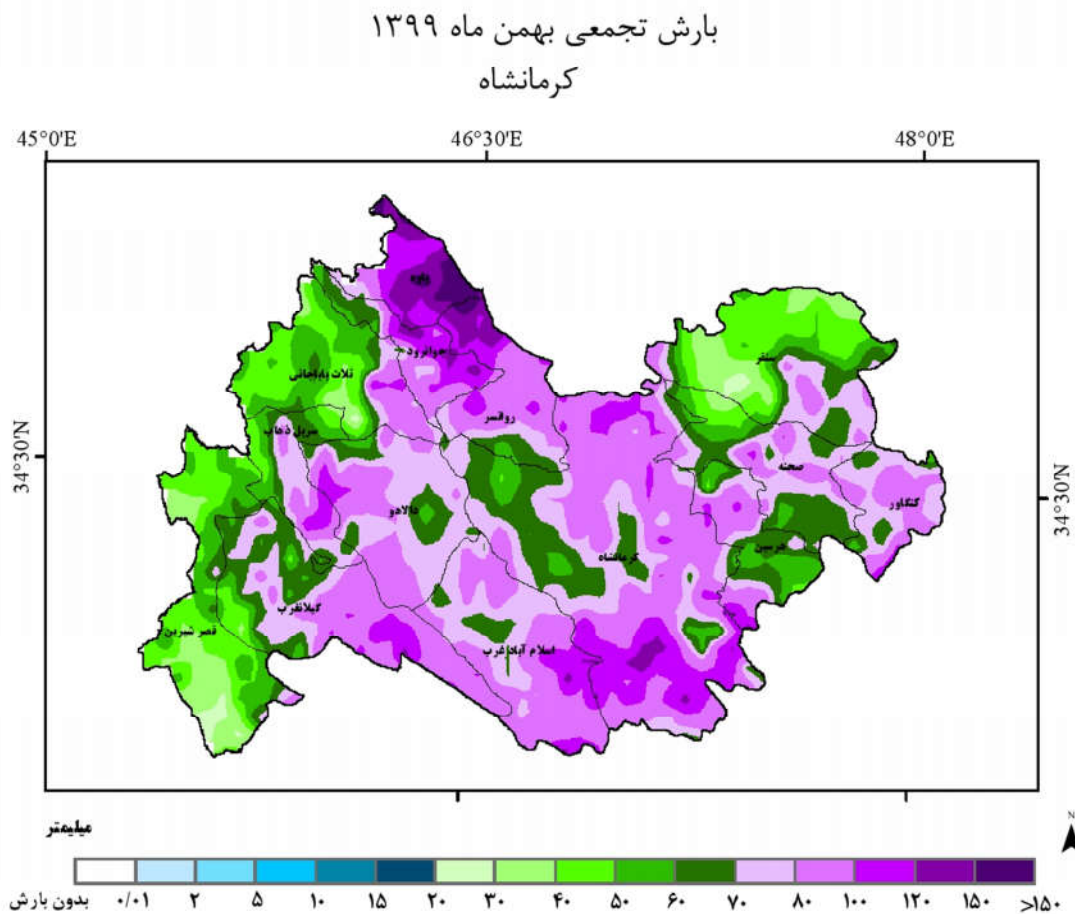 بارش تجمعی بهمن ماه ۱۳۹۹
کرمانشاه
45°0'E 46°30'E 48°0'E
34°30'N
34°30'N
پاوه
جوانرود
ثلاث باباجانی
روانسر
سنقر
سرپل ذهاب
صحنه
کنگاور
دالاهو
هرسین
کرمانشاه
گیلانغرب
قصر شیرین
اسلام آباد غرب
میلیمتر
N
بدون بارش ۰/۰۱ ۲ ۵ ۱۰ ۱۵ ۲۰ ۳۰ ۴۰ ۵۰ ۶۰ ۷۰ ۸۰ ۱۰۰ ۱۲۰ ۱۵۰ >۱۵۰